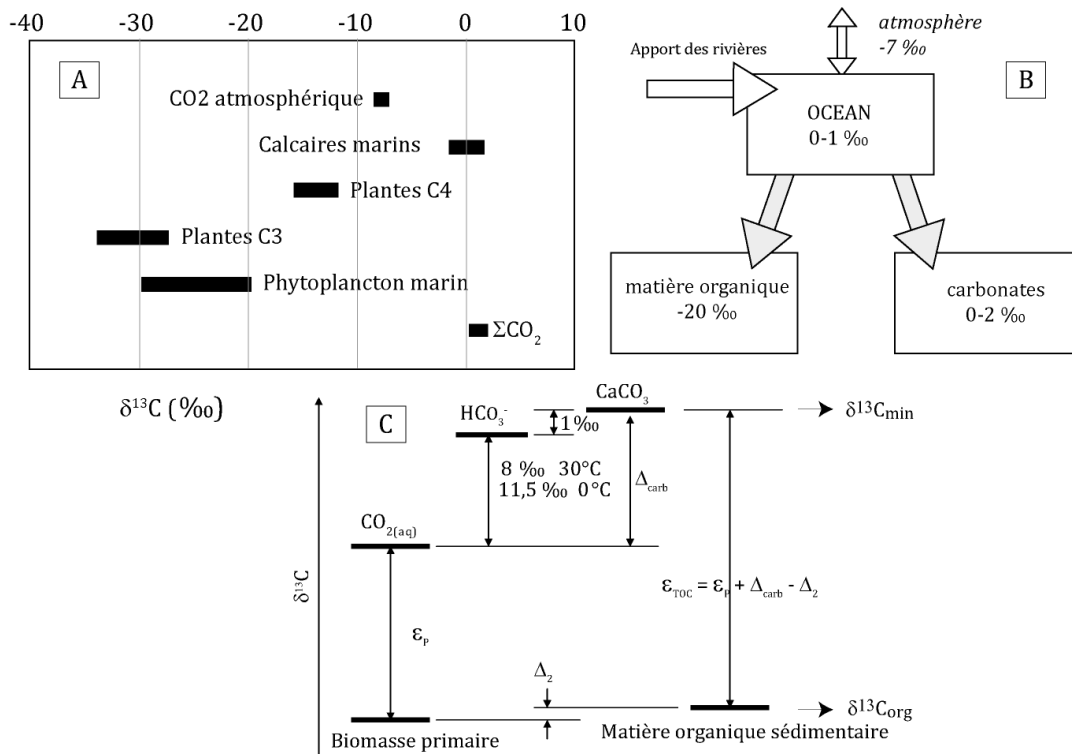 -40 -30 -20 -10 0 10
A
CO2 atmosphérique
Calcaires marins
Plantes C4
Plantes C3
Phytoplancton marin
ΣCO₂
δ¹³C (‰)
B
atmosphère
-7 ‰
Apport des rivières
OCEAN
0-1 ‰
matière organique
-20 ‰
carbonates
0-2 ‰
C
δ¹³C
CaCO₃
HCO₃⁻
1 ‰
δ¹³Cmin
8 ‰ 30°C
11,5 ‰ 0°C
Δcarb
CO2(aq)
εTOC = εP + Δcarb - Δ2
εP
Δ2
δ¹³Corg
Biomasse primaire
Matière organique sédimentaire